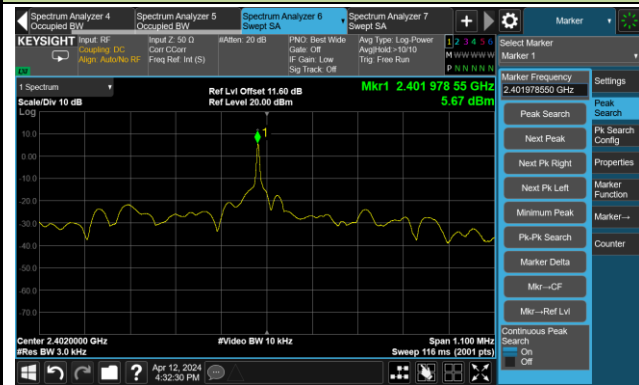 Spectrum Analyzer 4
Occupied BW
Spectrum Analyzer 5
Occupied BW
Spectrum Analyzer 6
Swept SA
Spectrum Analyzer 7
Swept SA
Marker
KEYSIGHT
Input: RF
Coupling: DC
Align: Auto/No RF
Input Z: 50 Ω
Corr CCorr
Freq Ref: Int (S)
#Atten: 20 dB
PNO: Best Wide
Gate: Off
IF Gain: Low
Sig Track: Off
Avg Type: Log-Power
Avg|Hold:>10/10
Trig: Free Run
1 2 3 4 5 6
M W W W W W
P N N N N N
LXI
Select Marker
Marker 1
1 Spectrum
Scale/Div 10 dB
Log
Ref Lvl Offset 11.60 dB
Ref Level 20.00 dBm
Mkr1 2.401 978 55 GHz
5.67 dBm
Marker Frequency
2.401978550 GHz
Peak Search
Next Peak
Next Pk Right
Next Pk Left
Minimum Peak
Pk-Pk Search
Marker Delta
Mkr→CF
Mkr→Ref Lvl
Continuous Peak
Search
On
Off
Settings
Peak
Search
Pk Search
Config
Properties
Marker
Function
Marker→
Counter
1
10.0
0.00
-10.0
-20.0
-30.0
-40.0
-50.0
-60.0
-70.0
Center 2.4020000 GHz
#Res BW 3.0 kHz
#Video BW 10 kHz
Span 1.100 MHz
Sweep 116 ms (2001 pts)
Apr 12, 2024
4:32:30 PM